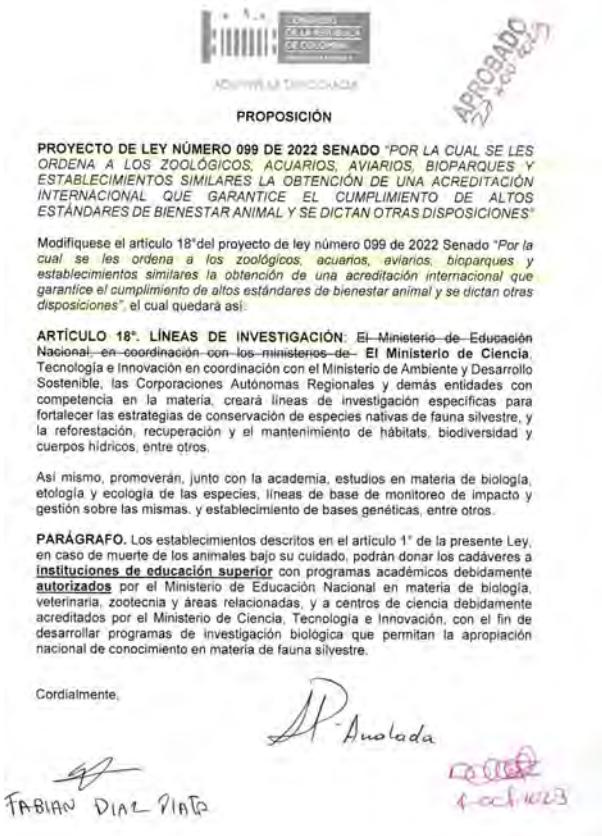 CONGRESO
DE LA REPÚBLICA
DE COLOMBIA
AQUÍ VIVE LA DEMOCRACIA
APROBADO
PROPOSICIÓN
PROYECTO DE LEY NÚMERO 099 DE 2022 SENADO "POR LA CUAL SE LES
ORDENA A LOS ZOOLÓGICOS, ACUARIOS, AVIARIOS, BIOPARQUES Y
ESTABLECIMIENTOS SIMILARES LA OBTENCIÓN DE UNA ACREDITACIÓN
INTERNACIONAL QUE GARANTICE EL CUMPLIMIENTO DE ALTOS
ESTÁNDARES DE BIENESTAR ANIMAL Y SE DICTAN OTRAS DISPOSICIONES"
Modifíquese el artículo 18°del proyecto de ley número 099 de 2022 Senado "Por la
cual se les ordena a los zoológicos, acuarios, aviarios, bioparques y
establecimientos similares la obtención de una acreditación internacional que
garantice el cumplimiento de altos estándares de bienestar animal y se dictan otras
disposiciones", el cual quedará así:
ARTÍCULO 18°. LÍNEAS DE INVESTIGACIÓN: El Ministerio de Educación
Nacional, en coordinación con los ministerios de El Ministerio de Ciencia,
Tecnología e Innovación en coordinación con el Ministerio de Ambiente y Desarrollo
Sostenible, las Corporaciones Autónomas Regionales y demás entidades con
competencia en la materia, creará líneas de investigación específicas para
fortalecer las estrategias de conservación de especies nativas de fauna silvestre, y
la reforestación, recuperación y el mantenimiento de hábitats, biodiversidad y
cuerpos hídricos, entre otros.
Así mismo, promoverán, junto con la academia, estudios en materia de biología,
etología y ecología de las especies, líneas de base de monitoreo de impacto y
gestión sobre las mismas, y establecimiento de bases genéticas, entre otros.
PARÁGRAFO. Los establecimientos descritos en el artículo 1° de la presente Ley,
en caso de muerte de los animales bajo su cuidado, podrán donar los cadáveres a
instituciones de educación superior con programas académicos debidamente
autorizados por el Ministerio de Educación Nacional en materia de biología,
veterinaria, zootecnia y áreas relacionadas, y a centros de ciencia debidamente
acreditados por el Ministerio de Ciencia, Tecnología e Innovación, con el fin de
desarrollar programas de investigación biológica que permitan la apropiación
nacional de conocimiento en materia de fauna silvestre.
Cordialmente,
FABIAN DIAZ PLATA